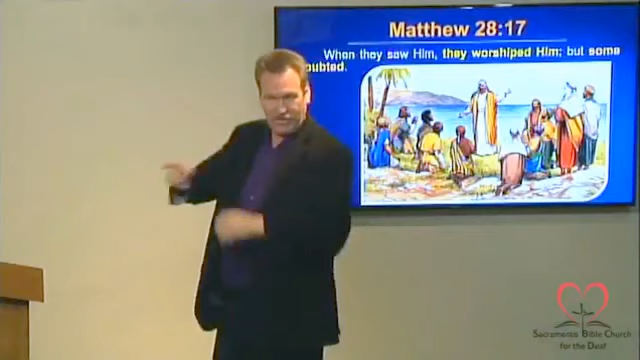 Matthew 28:17
When they saw Him, they worshiped Him; but some
doubted.
Sacramento Bible Church
for the Deaf